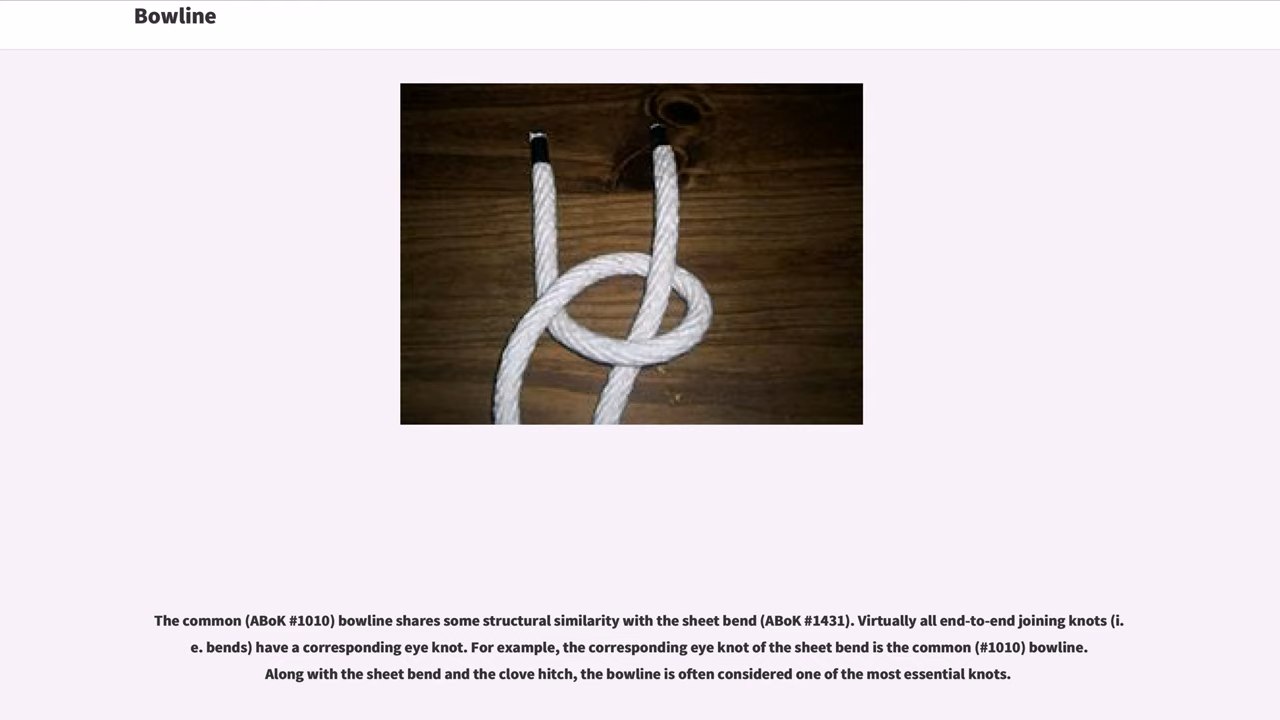 Bowline
The common (ABoK #1010) bowline shares some structural similarity with the sheet bend (ABoK #1431). Virtually all end-to-end joining knots (i.
e. bends) have a corresponding eye knot. For example, the corresponding eye knot of the sheet bend is the common (#1010) bowline.
Along with the sheet bend and the clove hitch, the bowline is often considered one of the most essential knots.